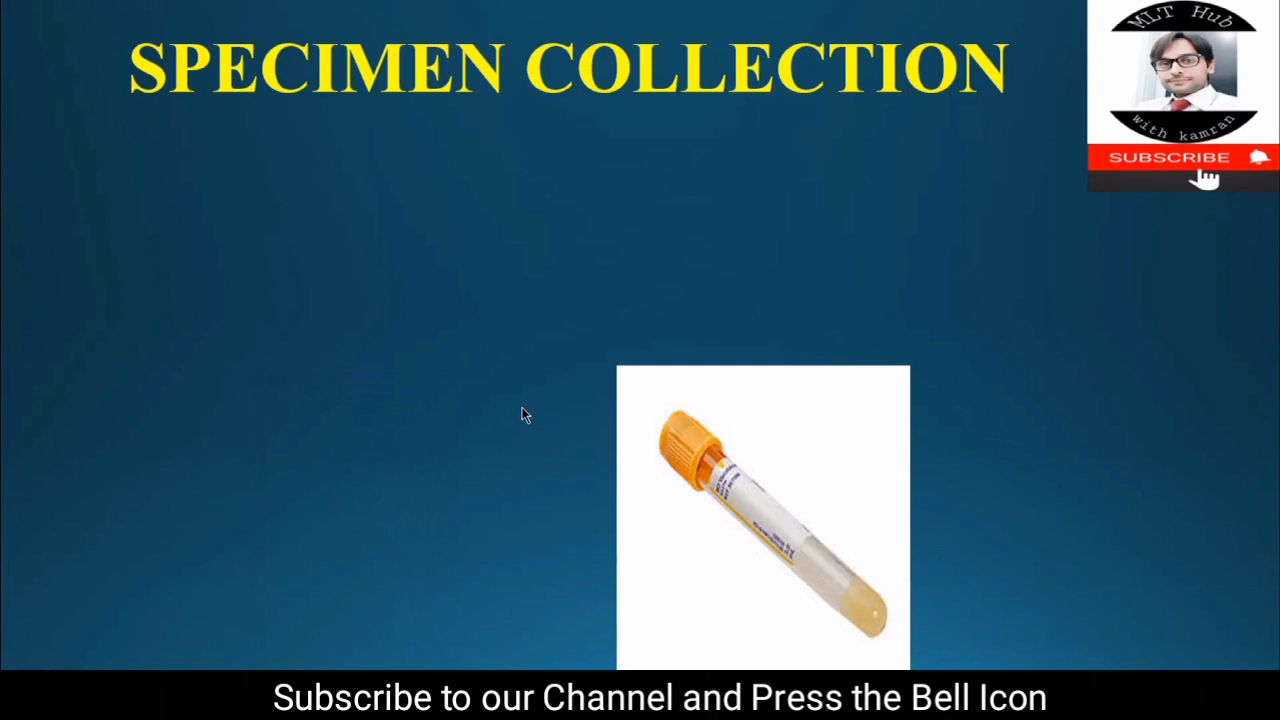 SPECIMEN COLLECTION
MLT Hub
with kamran
SUBSCRIBE
Subscribe to our Channel and Press the Bell Icon